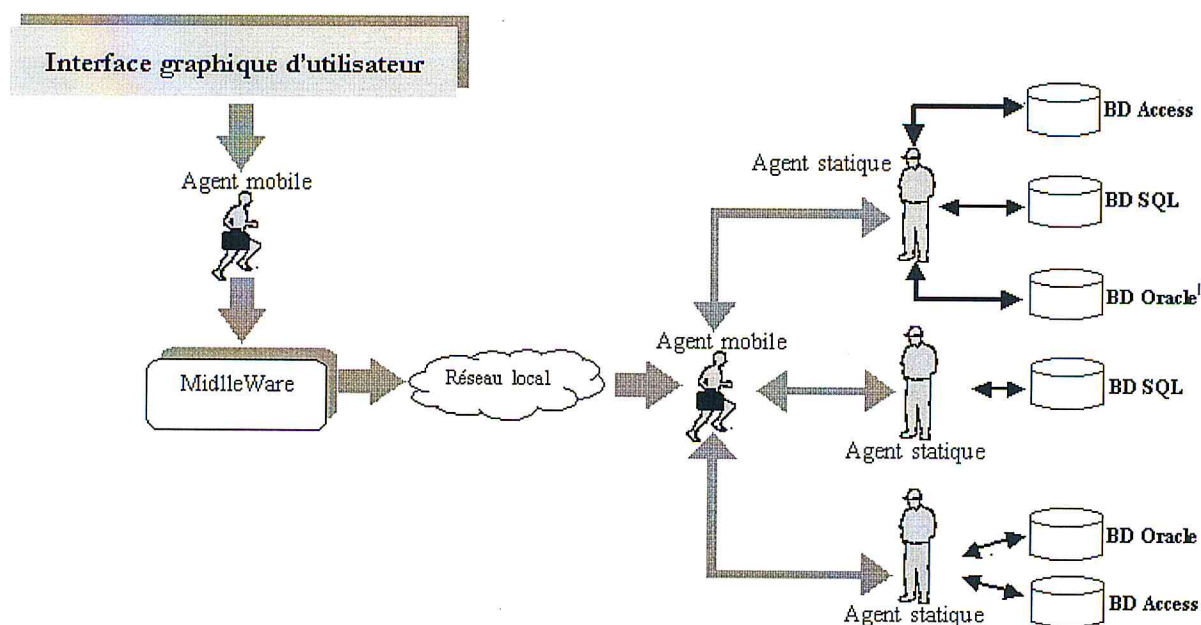 Interface graphique d'utilisateur
Agent mobile
MidlleWare
Réseau local
Agent mobile
Agent statique
BD Access
BD SQL
BD Oracle
Agent statique
BD SQL
Agent statique
BD Oracle
BD Access